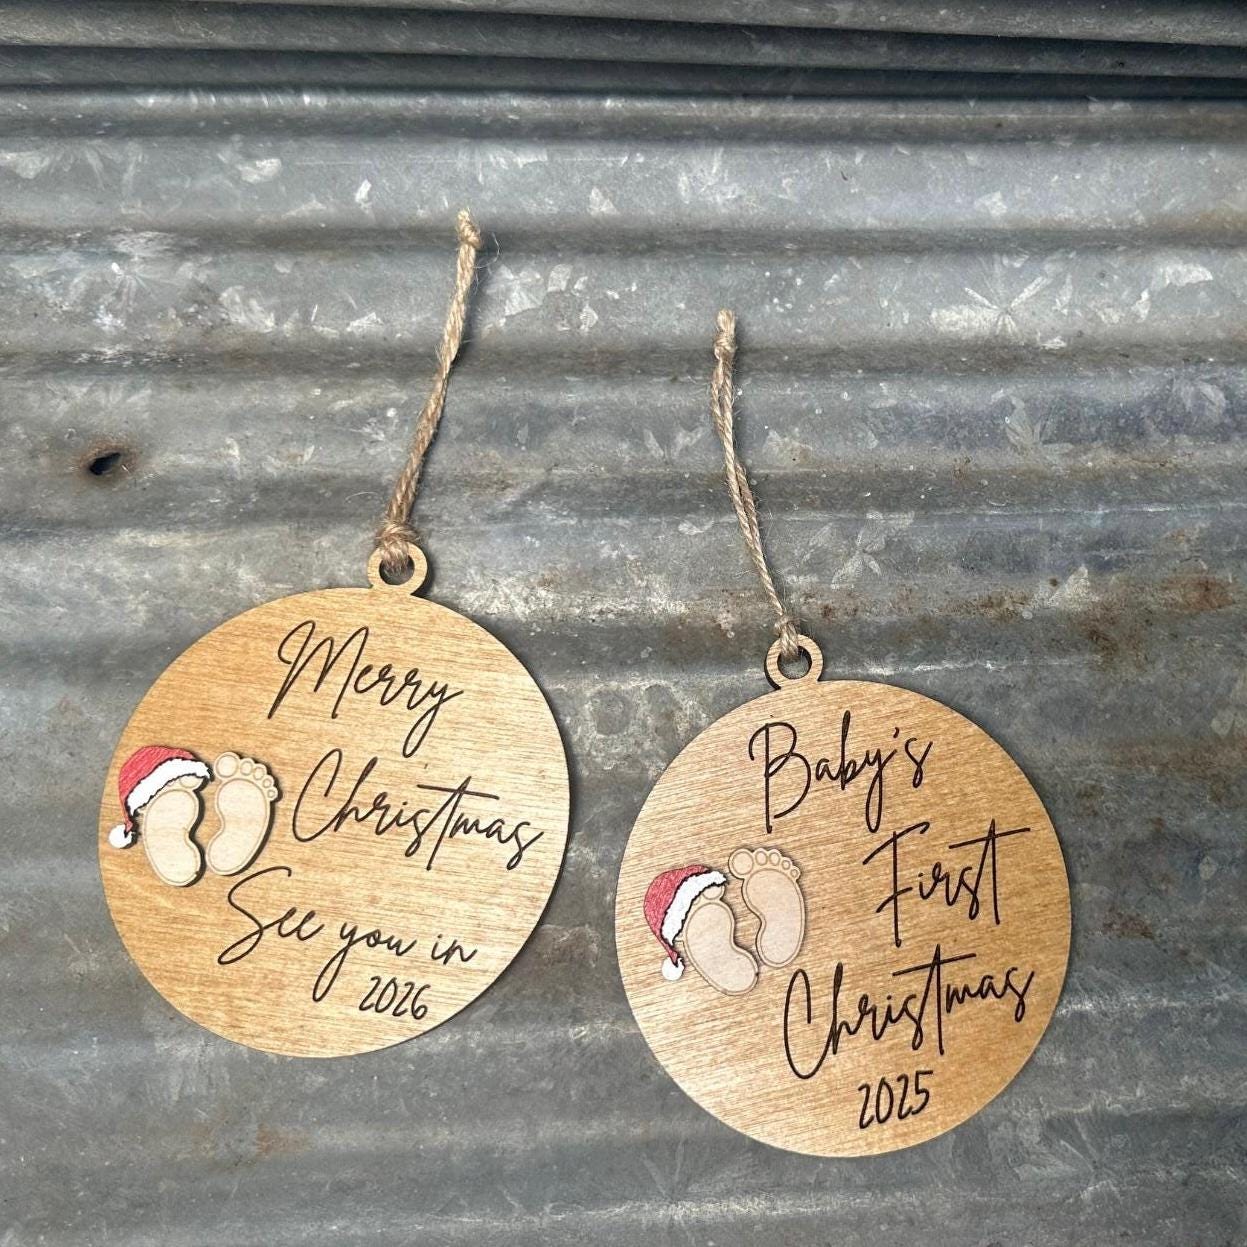 Merry
Christmas
See you in
2026
Baby's
First
Christmas
2025